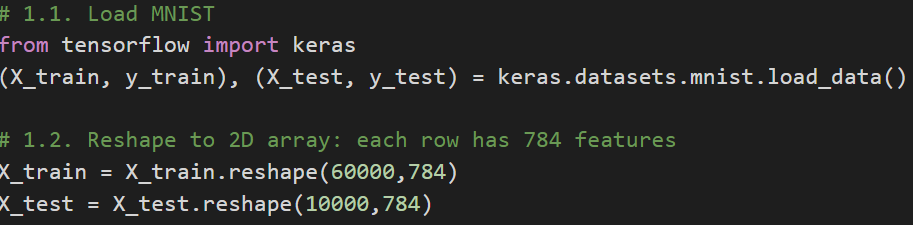 # 1.1. Load MNIST
from tensorflow import keras
(X_train, y_train), (X_test, y_test) = keras.datasets.mnist.load_data()
# 1.2. Reshape to 2D array: each row has 784 features
X_train = X_train.reshape(60000,784)
X_test = X_test.reshape(10000,784)